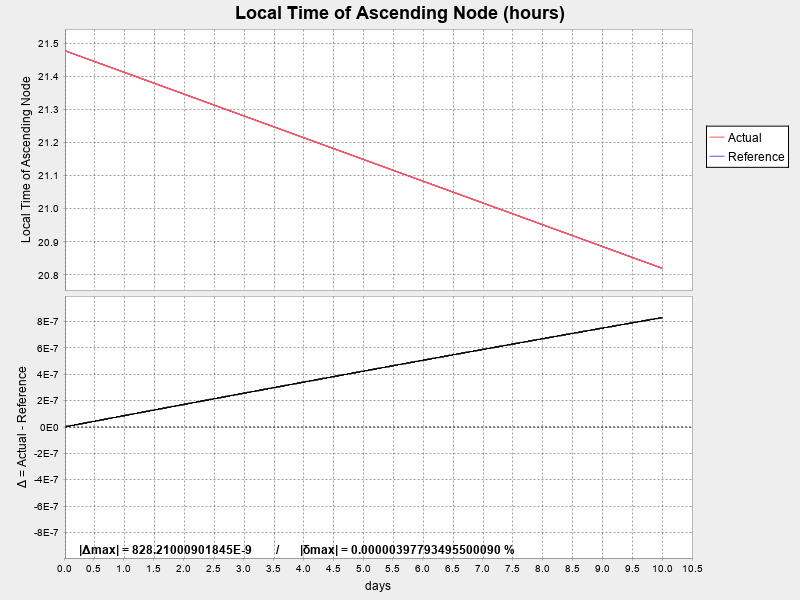 Local Time of Ascending Node (hours)
Local Time of Ascending Node
21.5
21.4
21.3
21.2
21.1
21.0
20.9
20.8
Actual
Reference
Δ = Actual - Reference
8E-7
6E-7
4E-7
2E-7
0E0
-2E-7
-4E-7
-6E-7
-8E-7
|Δmax| = 828.21000901845E-9 / |δmax| = 0.00000397793495500090 %
0.0 0.5 1.0 1.5 2.0 2.5 3.0 3.5 4.0 4.5 5.0 5.5 6.0 6.5 7.0 7.5 8.0 8.5 9.0 9.5 10.0 10.5
days